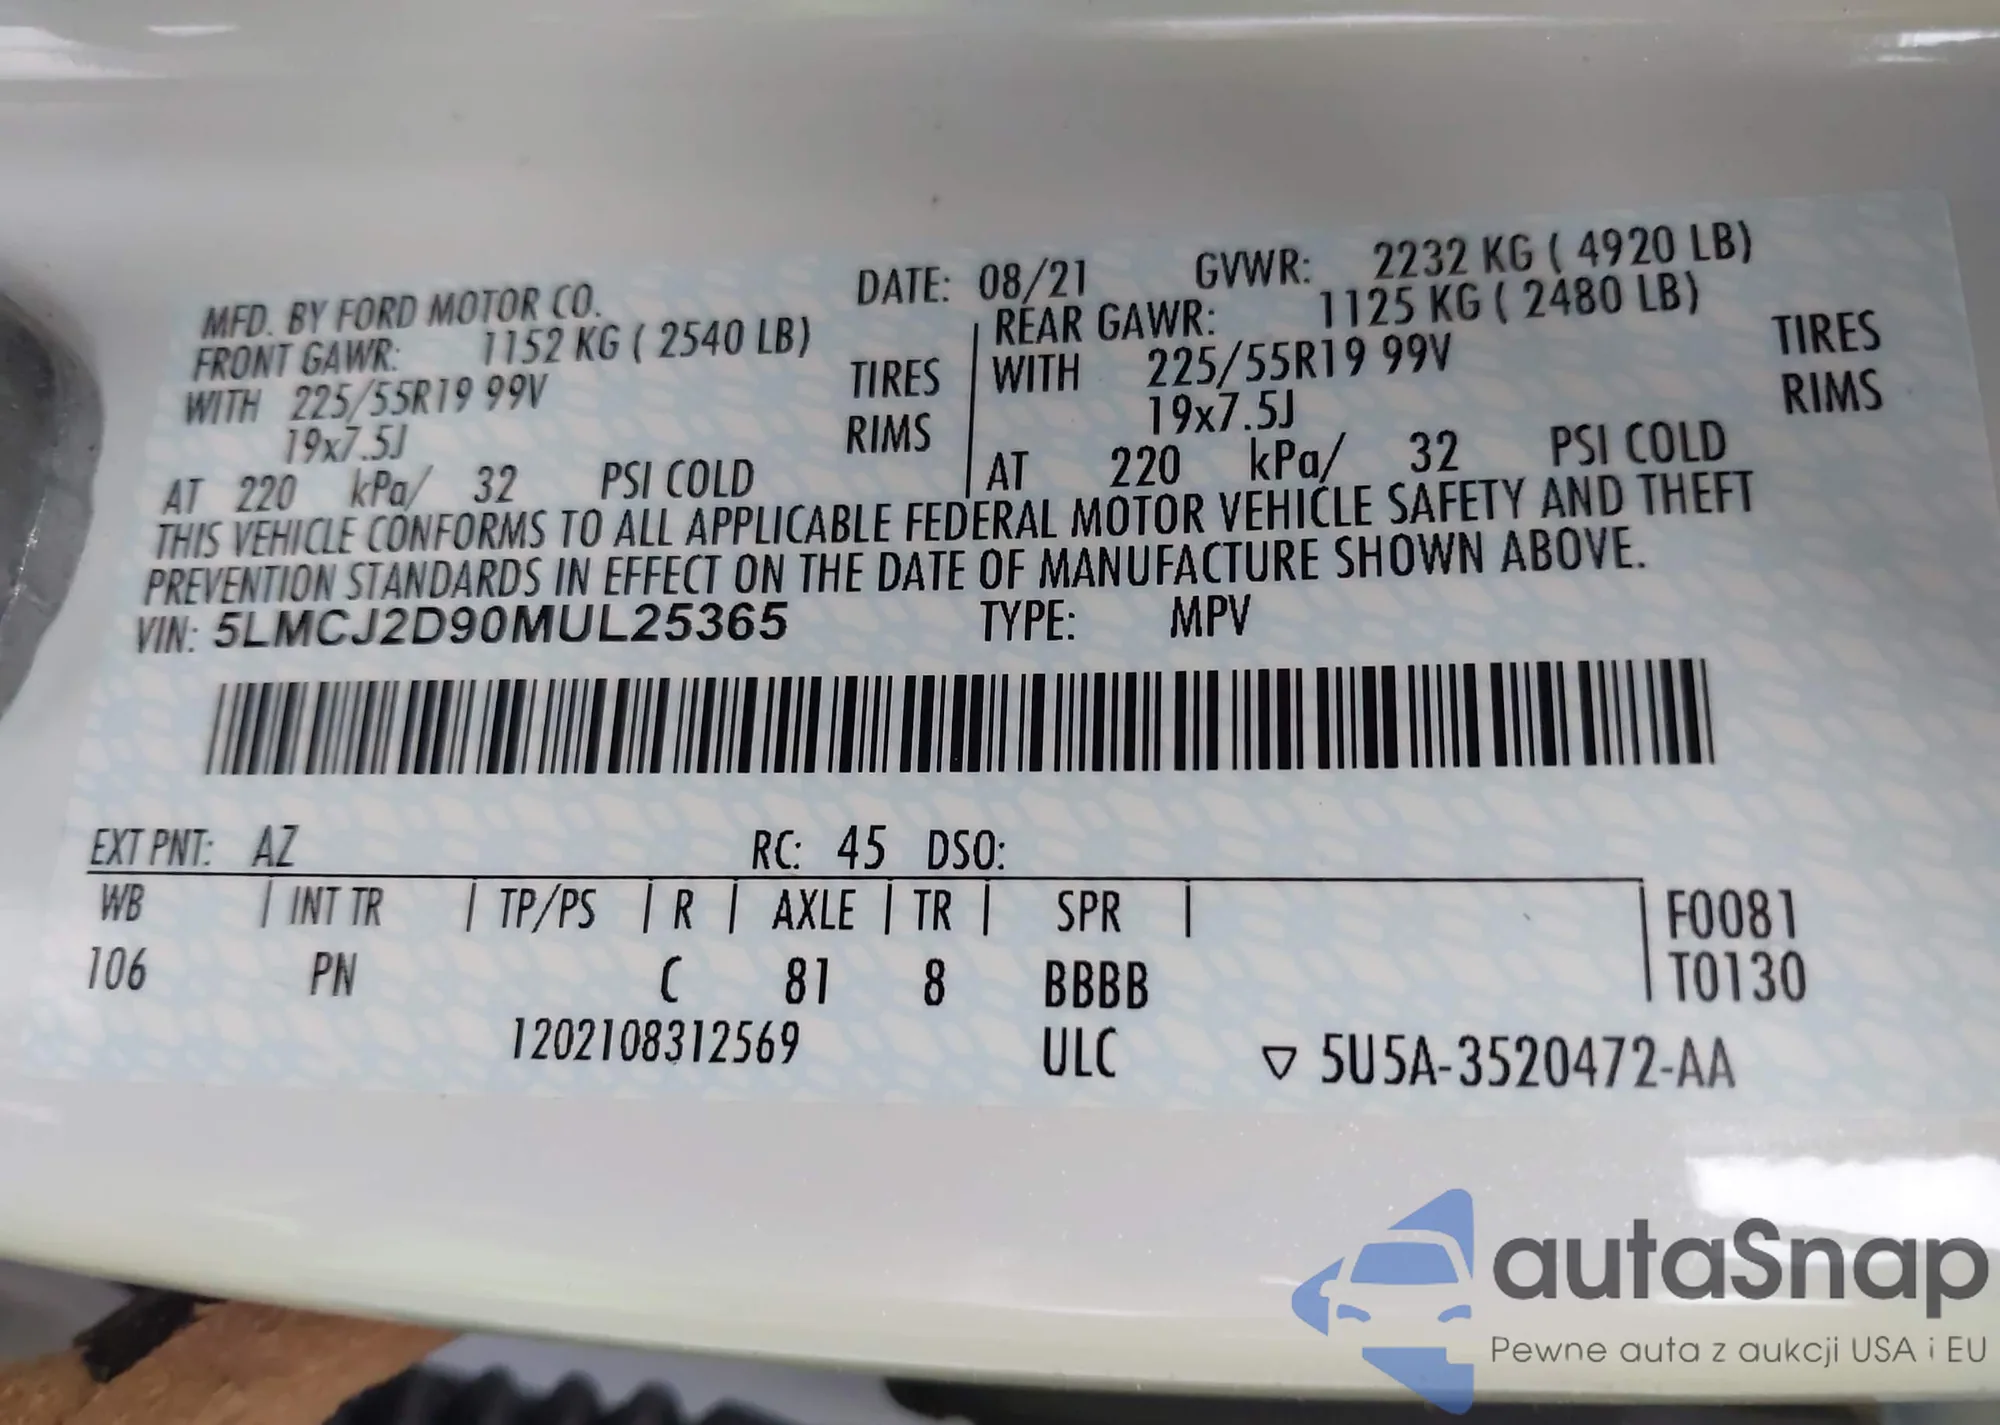 MFD. BY FORD MOTOR CO. DATE: 08/21 GVWR: 2232 KG ( 4920 LB)
FRONT GAWR: 1152 KG ( 2540 LB) REAR GAWR: 1125 KG ( 2480 LB)
WITH 225/55R19 99V TIRES WITH 225/55R19 99V TIRES
19x7.5J RIMS 19x7.5J RIMS
AT 220 kPa/ 32 PSI COLD AT 220 kPa/ 32 PSI COLD
THIS VEHICLE CONFORMS TO ALL APPLICABLE FEDERAL MOTOR VEHICLE SAFETY AND THEFT
PREVENTION STANDARDS IN EFFECT ON THE DATE OF MANUFACTURE SHOWN ABOVE.
VIN: 5LMCJ2D90MUL25365 TYPE: MPV
EXT PNT: AZ RC: 45 DSO:
WB | INT TR | TP/PS | R | AXLE | TR | SPR | F0081
106 PN C 81 8 BBBB T0130
1202108312569 ULC ▽ 5U5A-3520472-AA
autaSnap
Pewne auta z aukcji USA i EU